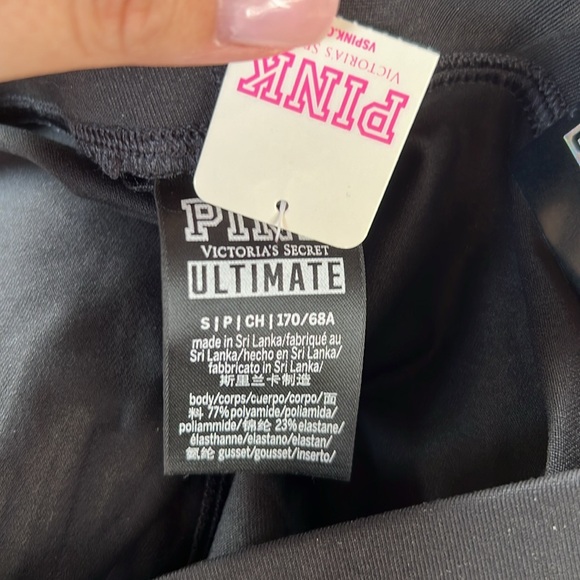 PINK
VICTORIA'S SE
VSPINK.C
VICTORIA'S SECRET
ULTIMATE
S | P | CH | 170/68A
made in Sri Lanka/fabriqué au
Sri Lanka/hecho en Sri Lanka/
fabbricato in Sri Lanka/
斯里兰卡制造
body/corps/cuerpo/corpo/面
料 77% polyamide/poliamida/
poliammide/锦纶 23% elastane/
élasthanne/elastano/elastan/
氨纶 gusset/gousset/inserto/